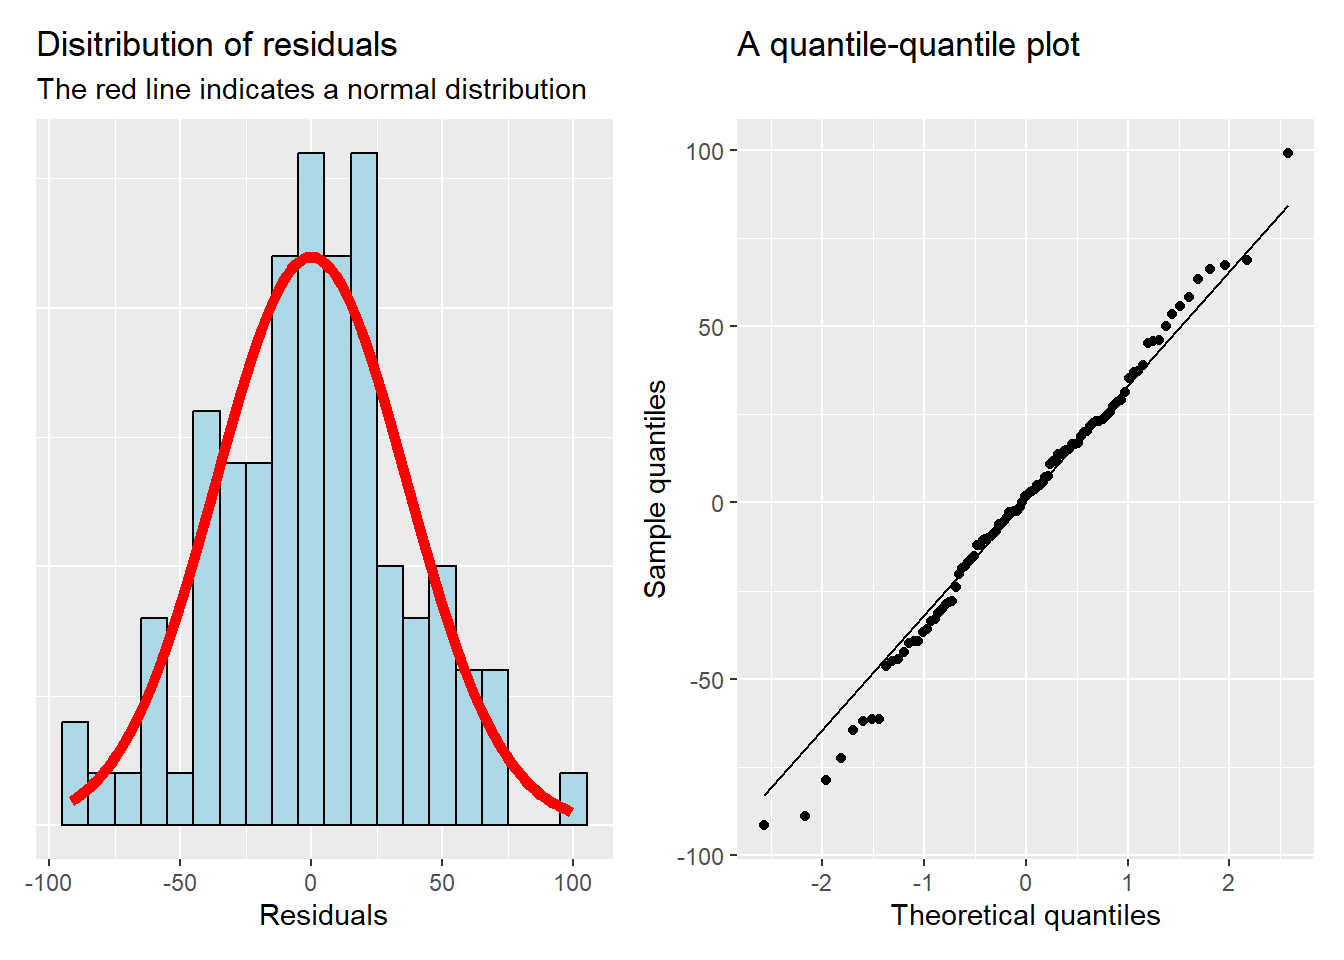 Disitribution of residuals
The red line indicates a normal distribution
-100 -50 0 50 100
Residuals
A quantile-quantile plot
100
50
0
-50
-100
Sample quantiles
-2 -1 0 1 2
Theoretical quantiles